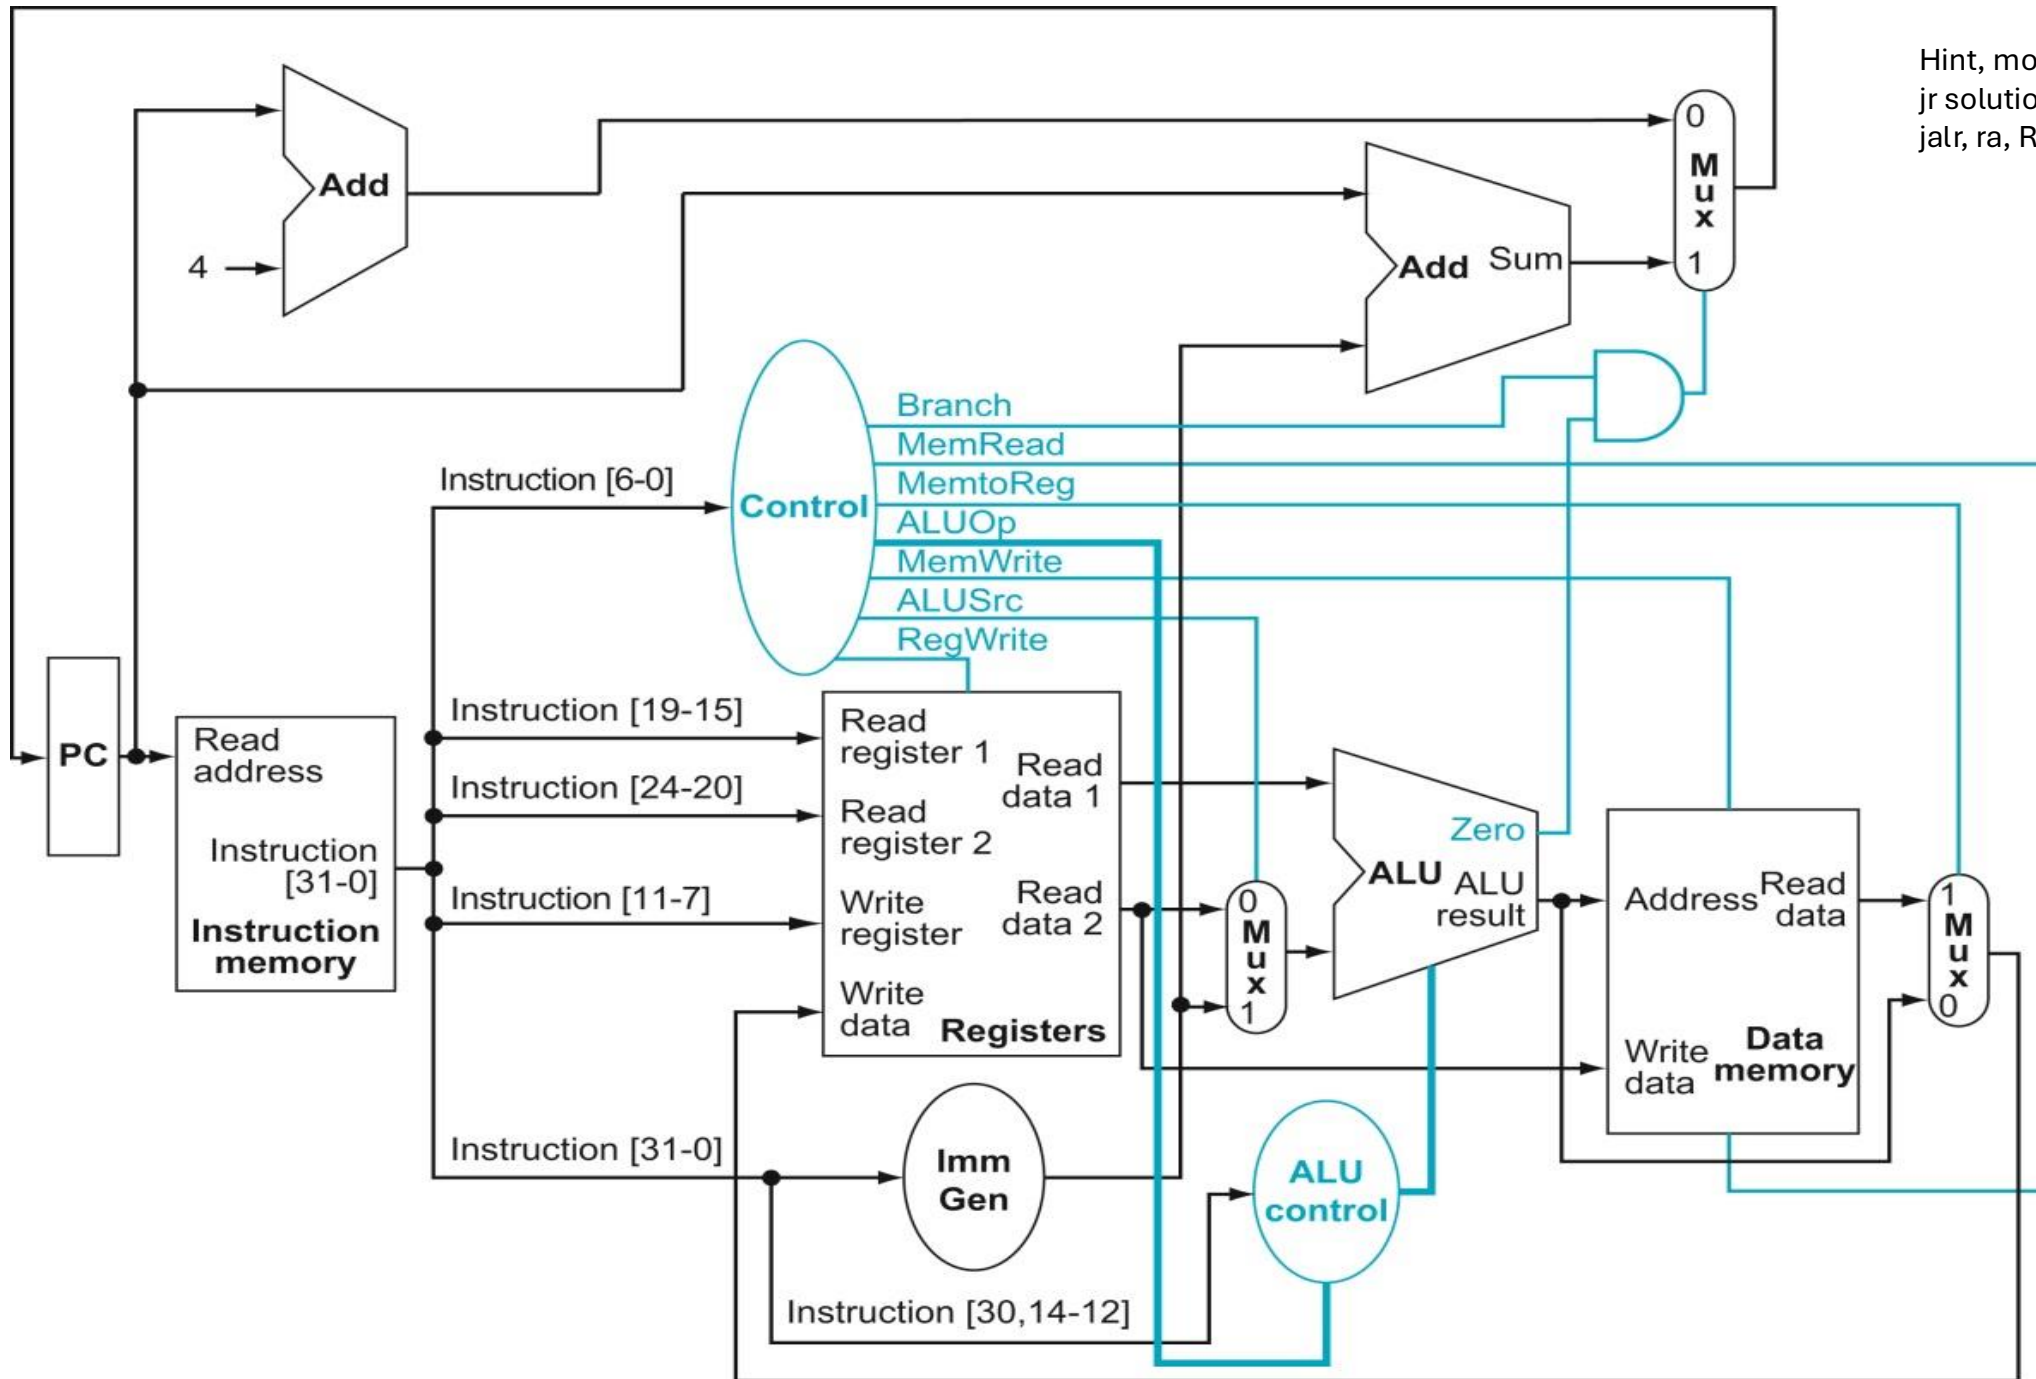 Hint, mo
jr solutio
jalr, ra, R
0
M
u
x
1
Add
4
Add Sum
Branch
MemRead
MemtoReg
ALUOp
MemWrite
ALUSrc
RegWrite
Control
Instruction [6-0]
PC
Read
address
Instruction
[31-0]
Instruction
memory
Instruction [19-15]
Instruction [24-20]
Instruction [11-7]
Read
register 1
Read
register 2
Write
register
Write
data
Read
data 1
Read
data 2
Registers
0
M
u
x
1
Zero
ALU
ALU
result
Address
Read
data
Write
data
Data
memory
1
M
u
x
0
Instruction [31-0]
Imm
Gen
ALU
control
Instruction [30,14-12]